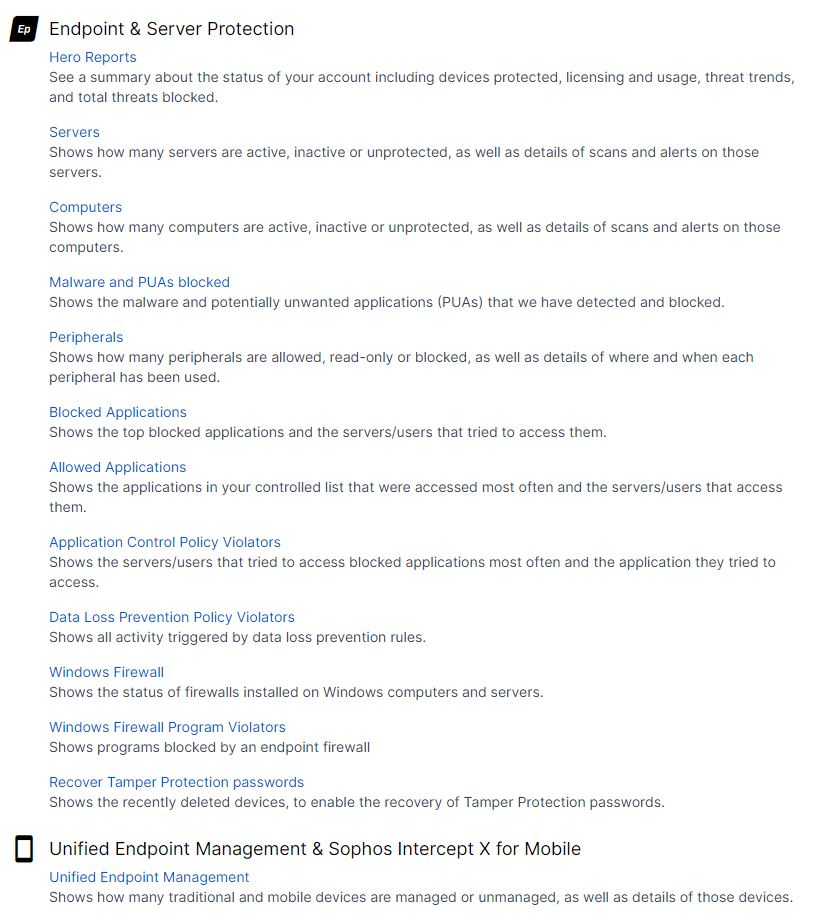 Ep Endpoint & Server Protection
Hero Reports
See a summary about the status of your account including devices protected, licensing and usage, threat trends,
and total threats blocked.
Servers
Shows how many servers are active, inactive or unprotected, as well as details of scans and alerts on those
servers.
Computers
Shows how many computers are active, inactive or unprotected, as well as details of scans and alerts on those
computers.
Malware and PUAs blocked
Shows the malware and potentially unwanted applications (PUAs) that we have detected and blocked.
Peripherals
Shows how many peripherals are allowed, read-only or blocked, as well as details of where and when each
peripheral has been used.
Blocked Applications
Shows the top blocked applications and the servers/users that tried to access them.
Allowed Applications
Shows the applications in your controlled list that were accessed most often and the servers/users that access
them.
Application Control Policy Violators
Shows the servers/users that tried to access blocked applications most often and the application they tried to
access.
Data Loss Prevention Policy Violators
Shows all activity triggered by data loss prevention rules.
Windows Firewall
Shows the status of firewalls installed on Windows computers and servers.
Windows Firewall Program Violators
Shows programs blocked by an endpoint firewall
Recover Tamper Protection passwords
Shows the recently deleted devices, to enable the recovery of Tamper Protection passwords.
Unified Endpoint Management & Sophos Intercept X for Mobile
Unified Endpoint Management
Shows how many traditional and mobile devices are managed or unmanaged, as well as details of those devices.